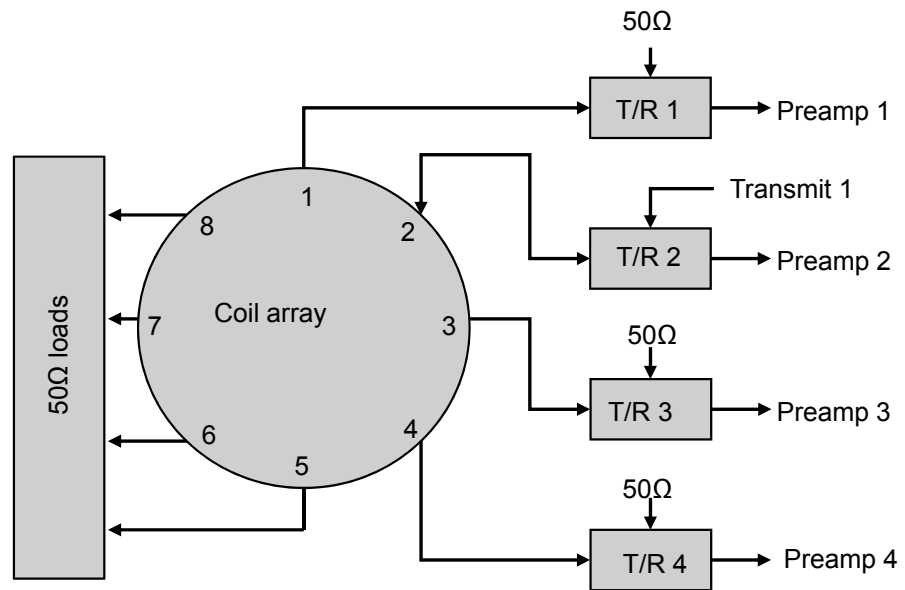 50Ω
T/R 1
Preamp 1
1
8
2
Transmit 1
T/R 2
Preamp 2
Coil array
7
3
50Ω loads
50Ω
T/R 3
Preamp 3
6
4
5
50Ω
T/R 4
Preamp 4